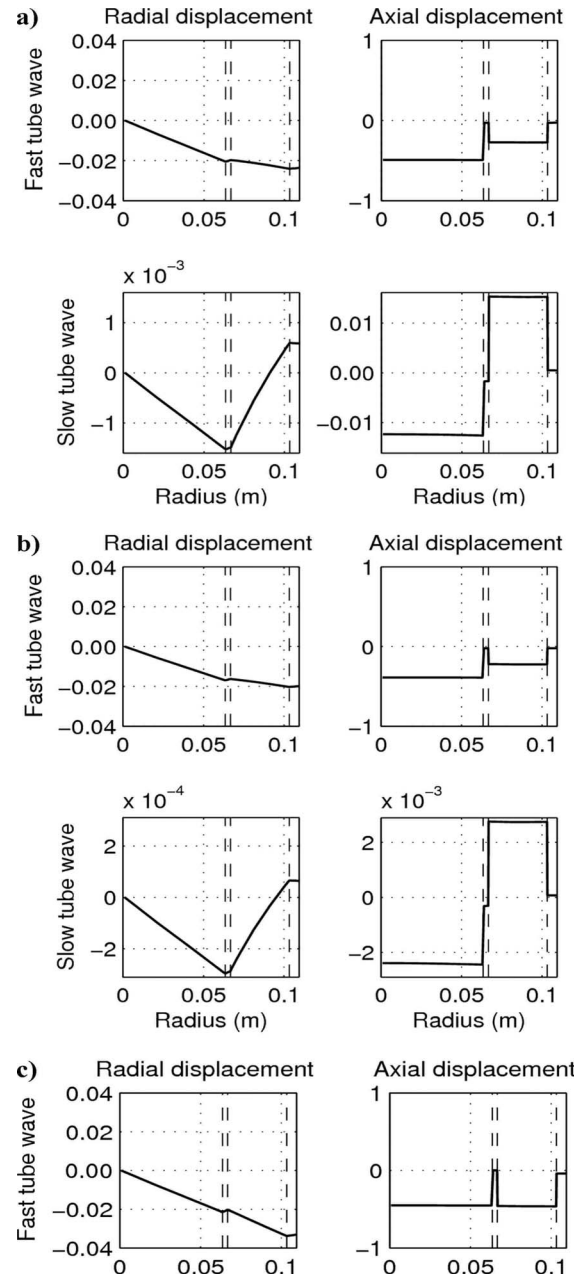 a) Radial displacement Axial displacement
Fast tube wave
0.04 1
0.02
0.00 0
−0.02
−0.04 −1
0 0.05 0.1 0 0.05 0.1
x 10⁻³
Slow tube wave
1 0.01
0 0.00
−1 −0.01
0 0.05 0.1 0 0.05 0.1
Radius (m) Radius (m)
b) Radial displacement Axial displacement
Fast tube wave
0.04 1
0.02
0.00 0
−0.02
−0.04 −1
0 0.05 0.1 0 0.05 0.1
x 10⁻⁴ x 10⁻³
Slow tube wave
2 2
0 0
−2 −2
0 0.05 0.1 0 0.05 0.1
Radius (m) Radius (m)
c) Radial displacement Axial displacement
Fast tube wave
0.04 1
0.02
0.00 0
−0.02
−0.04 −1
0 0.05 0.1 0 0.05 0.1